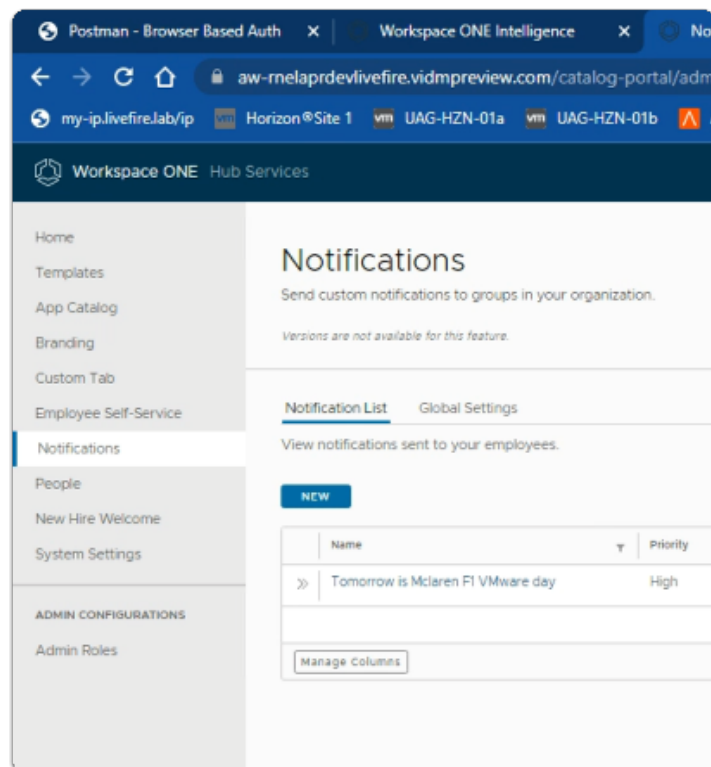 Postman - Browser Based Auth × Workspace ONE Intelligence × No
aw-rnelaprdevlivefire.vidmpreview.com/catalog-portal/adm
my-ip.livefire.lab/ip vm Horizon®Site 1 vm UAG-HZN-01a vm UAG-HZN-01b
Workspace ONE Hub Services
Home
Templates
App Catalog
Branding
Custom Tab
Employee Self-Service
Notifications
People
New Hire Welcome
System Settings
ADMIN CONFIGURATIONS
Admin Roles
Notifications
Send custom notifications to groups in your organization.
Versions are not available for this feature.
Notification List Global Settings
View notifications sent to your employees.
NEW
Name Priority
Tomorrow is Mclaren F1 VMware day High
Manage Columns